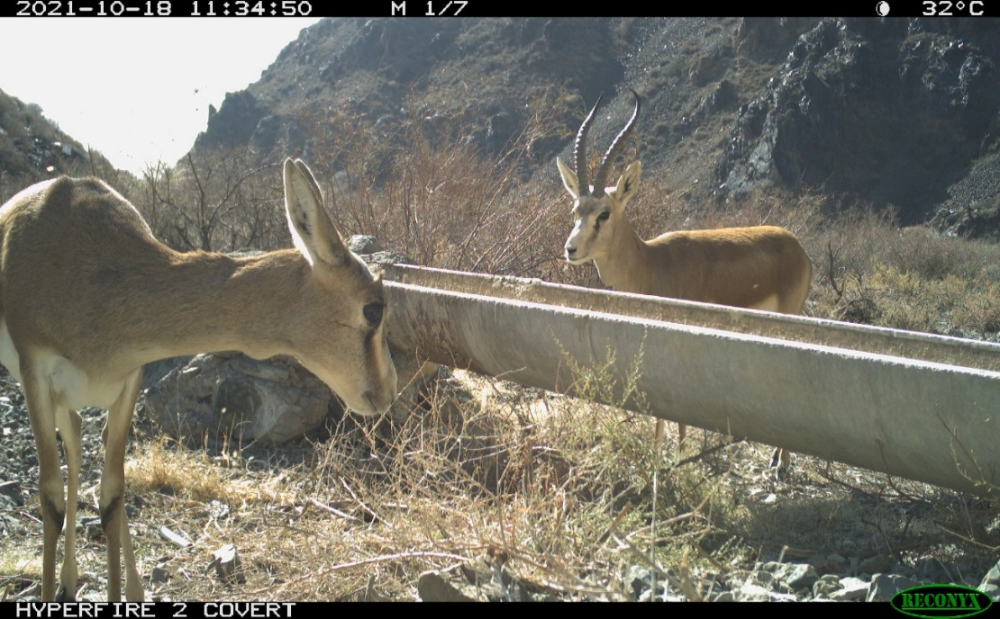 2021-10-18 11:34:50 M 1/7 32°C
HYPERFIRE 2 COVERT RECONYX